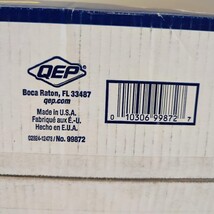 QEP
Boca Raton, FL 33487
qep.com
Made in U.S.A.
Fabriqué aux É.-U.
Hecho en E.U.A.
No. 99872
0 10306 99872 7